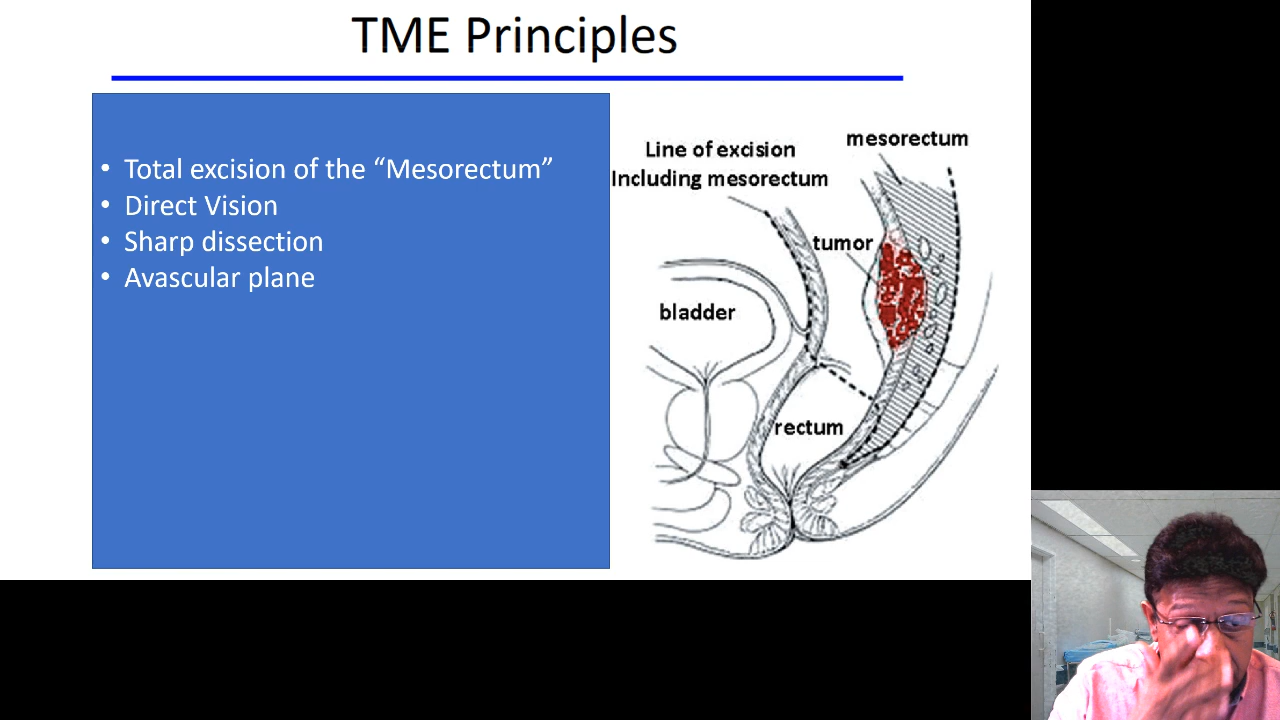 TME Principles
• Total excision of the “Mesorectum”
• Direct Vision
• Sharp dissection
• Avascular plane
Line of excision
Including mesorectum
mesorectum
tumor
bladder
rectum